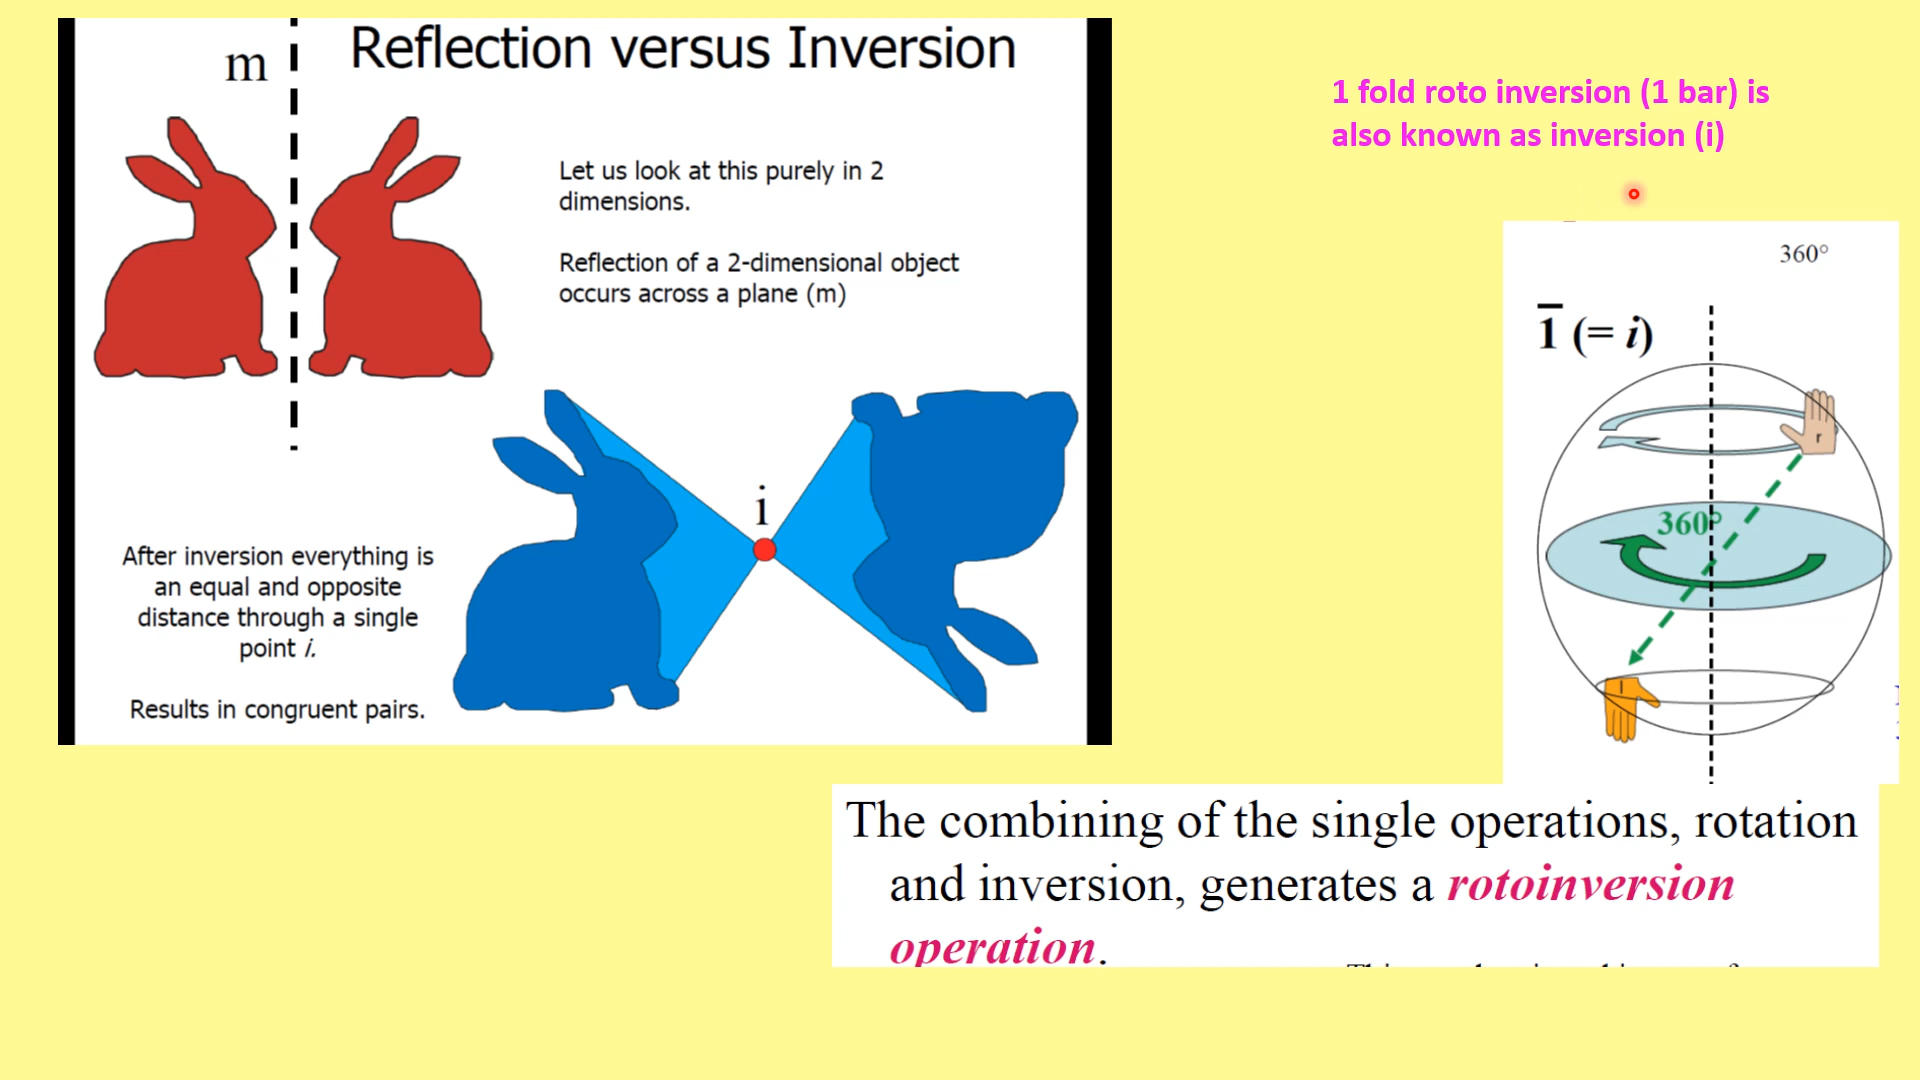 m
Reflection versus Inversion
Let us look at this purely in 2
dimensions.
Reflection of a 2-dimensional object
occurs across a plane (m)
i
After inversion everything is
an equal and opposite
distance through a single
point i.
Results in congruent pairs.
1 fold roto inversion (1 bar) is
also known as inversion (i)
360°
1̅ (= i)
r
360°
l
The combining of the single operations, rotation
and inversion, generates a rotoinversion
operation.